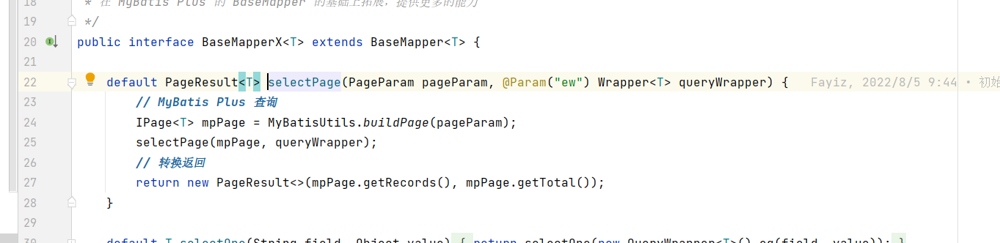 18 * 在 MyBatis Plus 的 BaseMapper 的基础上拓展，提供更多的能力
19 */
20 public interface BaseMapperX<T> extends BaseMapper<T> {
21
22 default PageResult<T> selectPage(PageParam pageParam, @Param("ew") Wrapper<T> queryWrapper) { Fayiz, 2022/8/5 9:44 • 初始
23 // MyBatis Plus 查询
24 IPage<T> mpPage = MyBatisUtils.buildPage(pageParam);
25 selectPage(mpPage, queryWrapper);
26 // 转换返回
27 return new PageResult<>(mpPage.getRecords(), mpPage.getTotal());
28 }
29
30 default T selectOne(String field, Object value) { return selectOne(new QueryWrapper<T>().eq(field, value)); }